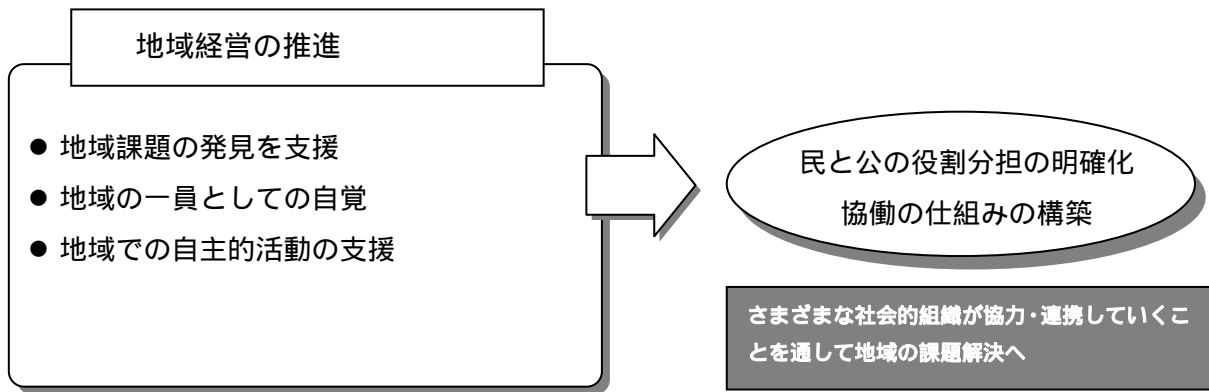 地域経営の推進
● 地域課題の発見を支援
● 地域の一員としての自覚
● 地域での自主的活動の支援
民と公の役割分担の明確化
協働の仕組みの構築
さまざまな社会的組織が協力・連携していくこ
とを通して地域の課題解決へ